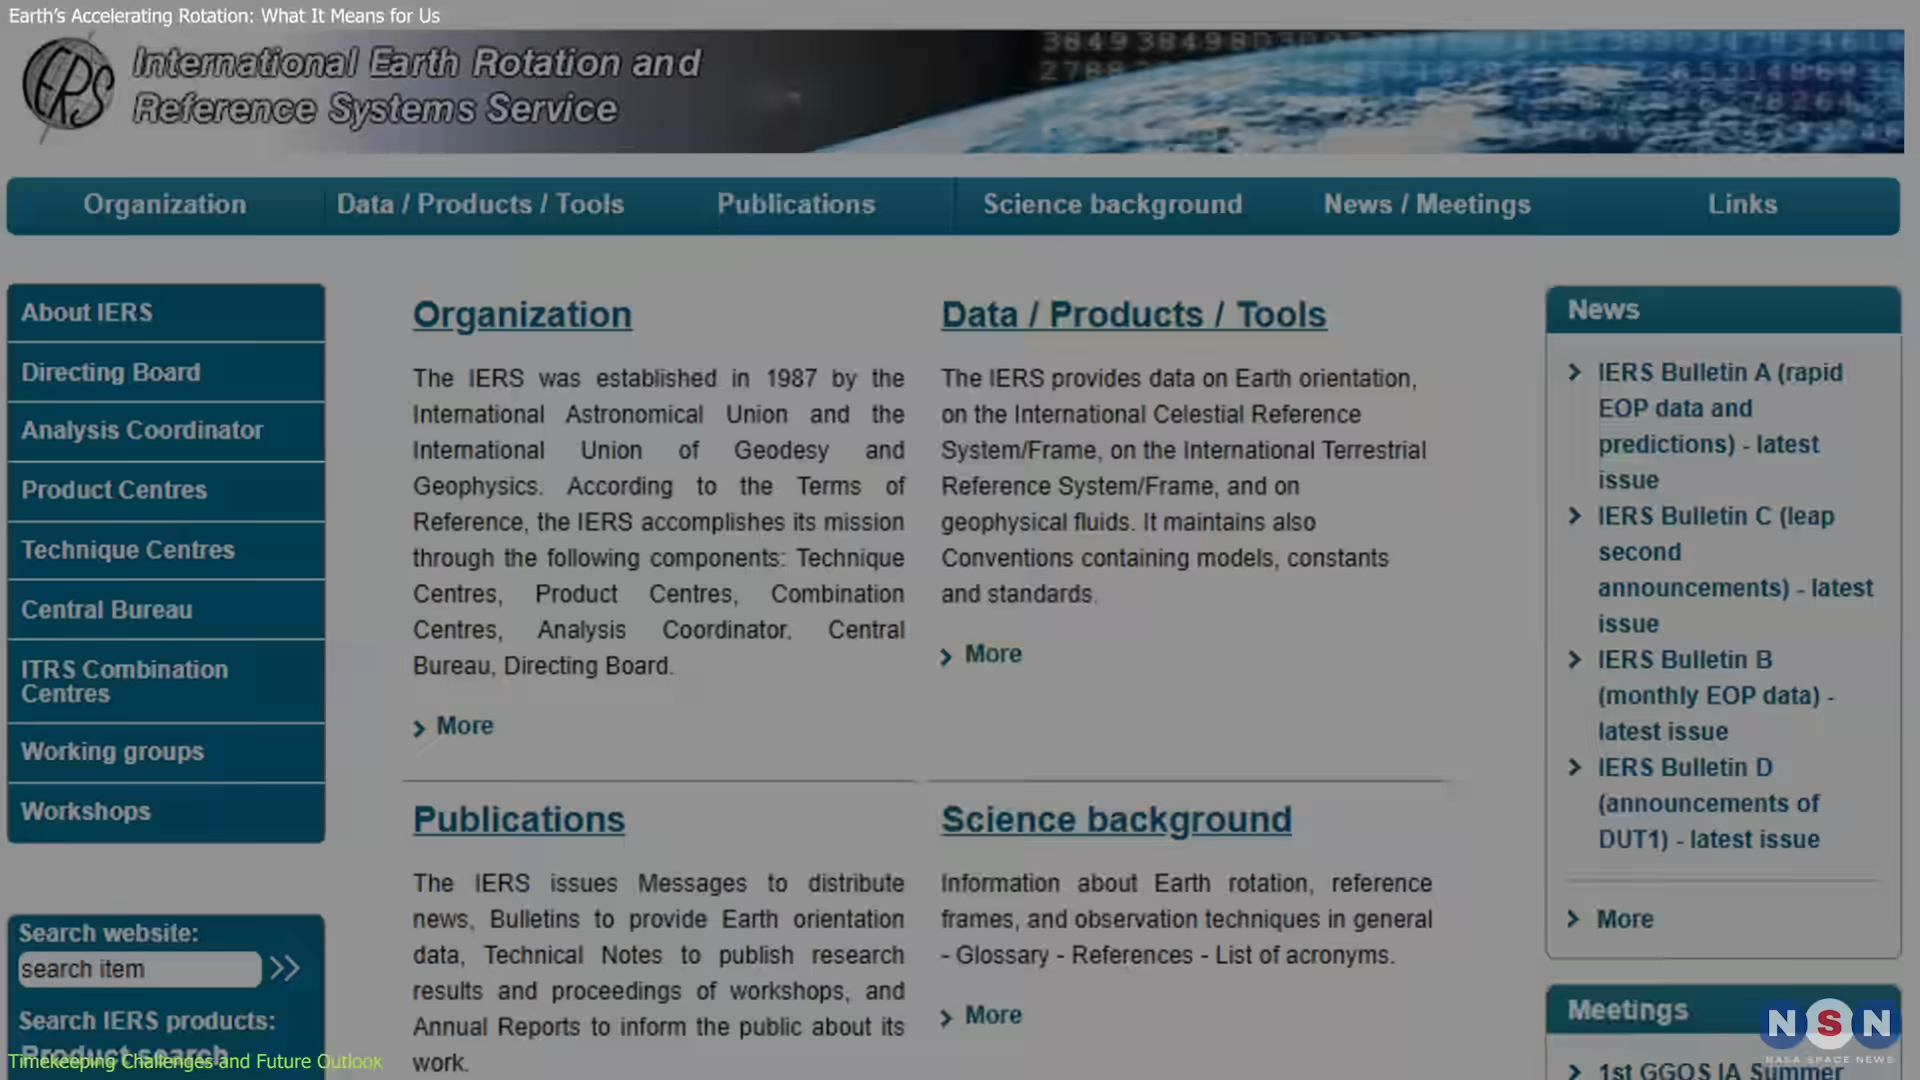 Earth's Accelerating Rotation: What It Means for Us
International Earth Rotation and
Reference Systems Service
Organization
Data / Products / Tools
Publications
Science background
News / Meetings
Links
About IERS
Directing Board
Analysis Coordinator
Product Centres
Technique Centres
Central Bureau
ITRS Combination
Centres
Working groups
Workshops
Search website:
search item
Search IERS products:
Product search
Organization
The IERS was established in 1987 by the
International Astronomical Union and the
International Union of Geodesy and
Geophysics. According to the Terms of
Reference, the IERS accomplishes its mission
through the following components: Technique
Centres, Product Centres, Combination
Centres, Analysis Coordinator, Central
Bureau, Directing Board.
More
Data / Products / Tools
The IERS provides data on Earth orientation,
on the International Celestial Reference
System/Frame, on the International Terrestrial
Reference System/Frame, and on
geophysical fluids. It maintains also
Conventions containing models, constants
and standards.
More
Publications
The IERS issues Messages to distribute
news, Bulletins to provide Earth orientation
data, Technical Notes to publish research
results and proceedings of workshops, and
Annual Reports to inform the public about its
work.
Science background
Information about Earth rotation, reference
frames, and observation techniques in general
- Glossary - References - List of acronyms.
More
News
IERS Bulletin A (rapid
EOP data and
predictions) - latest
issue
IERS Bulletin C (leap
second
announcements) - latest
issue
IERS Bulletin B
(monthly EOP data) -
latest issue
IERS Bulletin D
(announcements of
DUT1) - latest issue
More
Meetings
1st GGOS IA Summer
NSN
NASA SPACE NEWS
Timekeeping Challenges and Future Outlook